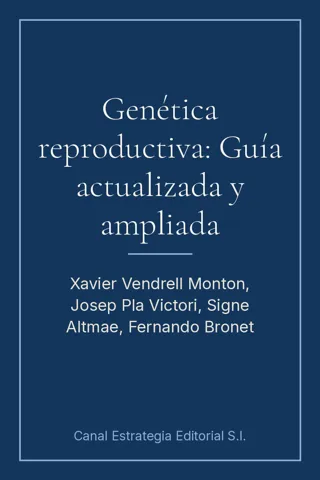 Genética
reproductiva: Guía
actualizada y
ampliada
Xavier Vendrell Monton,
Josep Pla Victori, Signe
Altmae, Fernando Bronet
Canal Estrategia Editorial S.l.